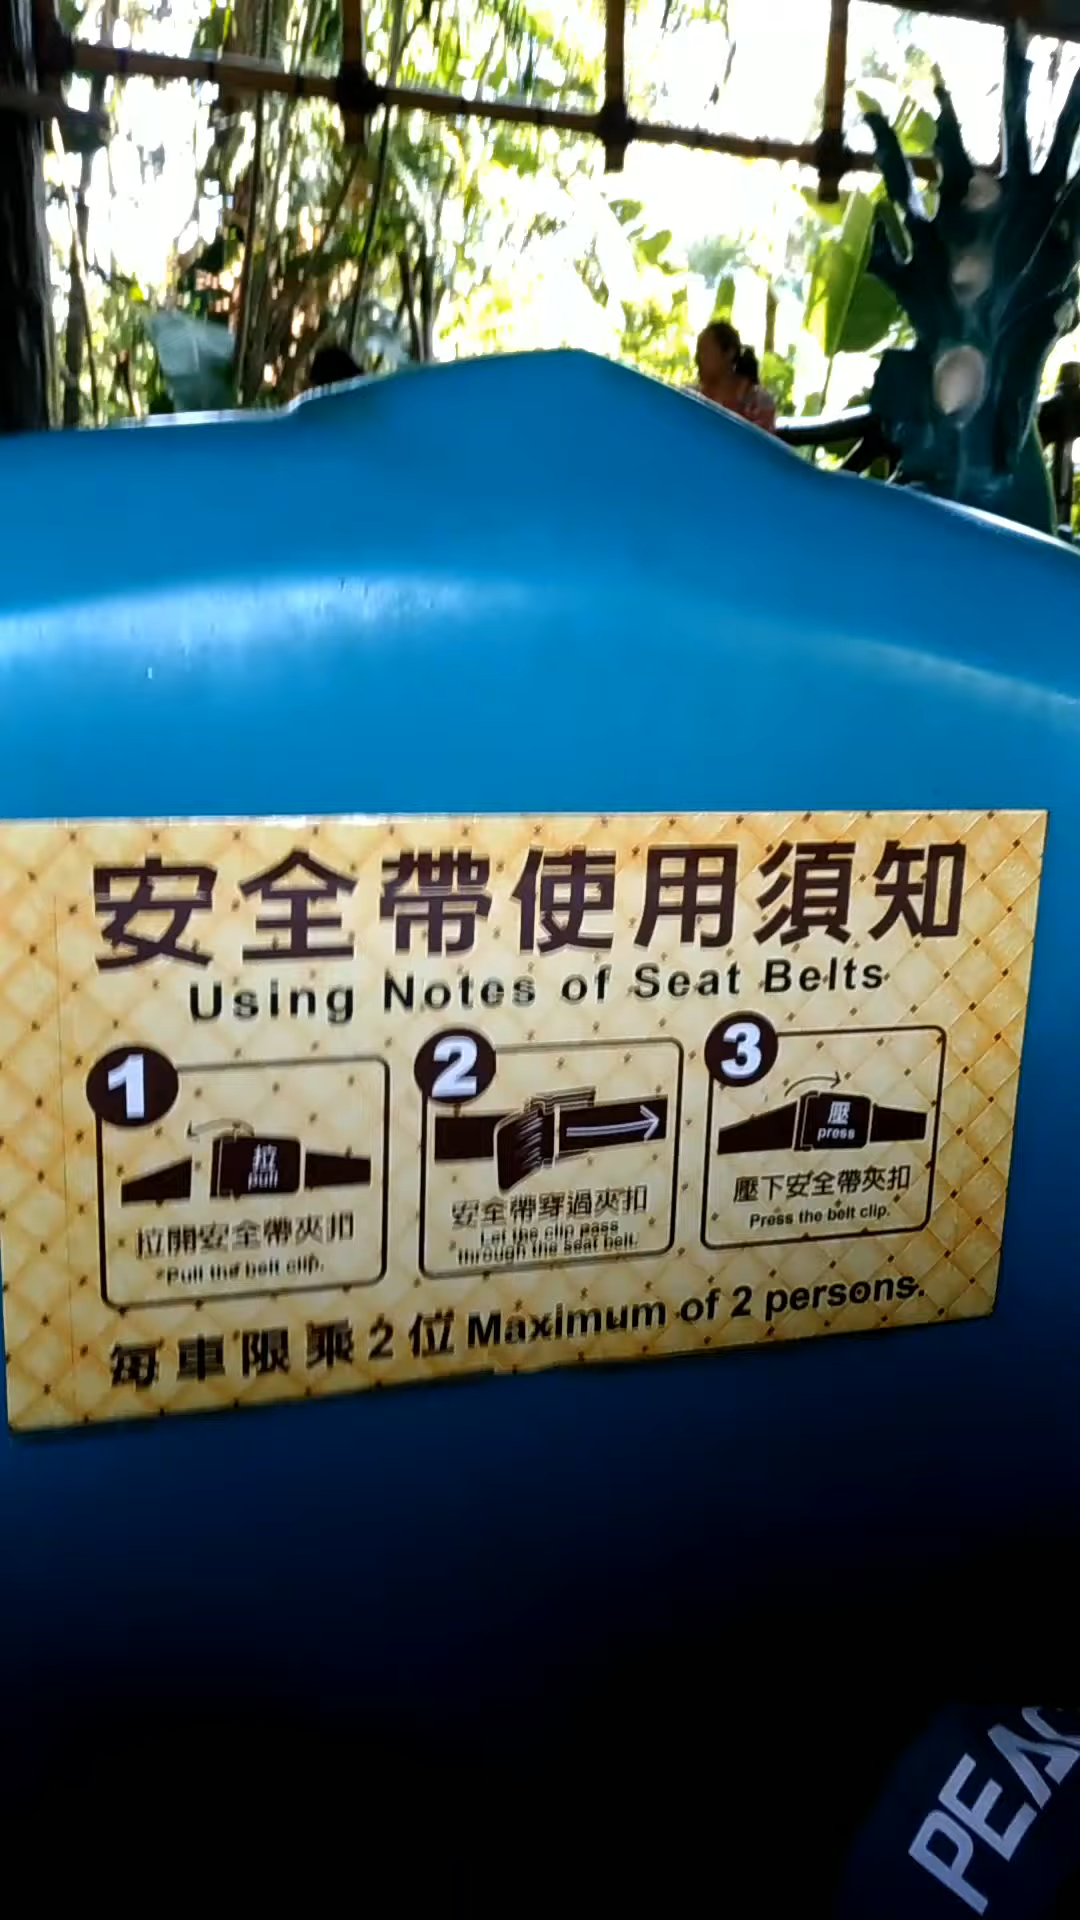 安全帶使用須知
Using Notes of Seat Belts
1
拉
pull
拉開安全帶夾扣
Pull the belt clip.
2
安全帶穿過夾扣
Let the clip pass
through the seat belt.
3
壓
press
壓下安全帶夾扣
Press the belt clip.
每車限乘2位 Maximum of 2 persons.